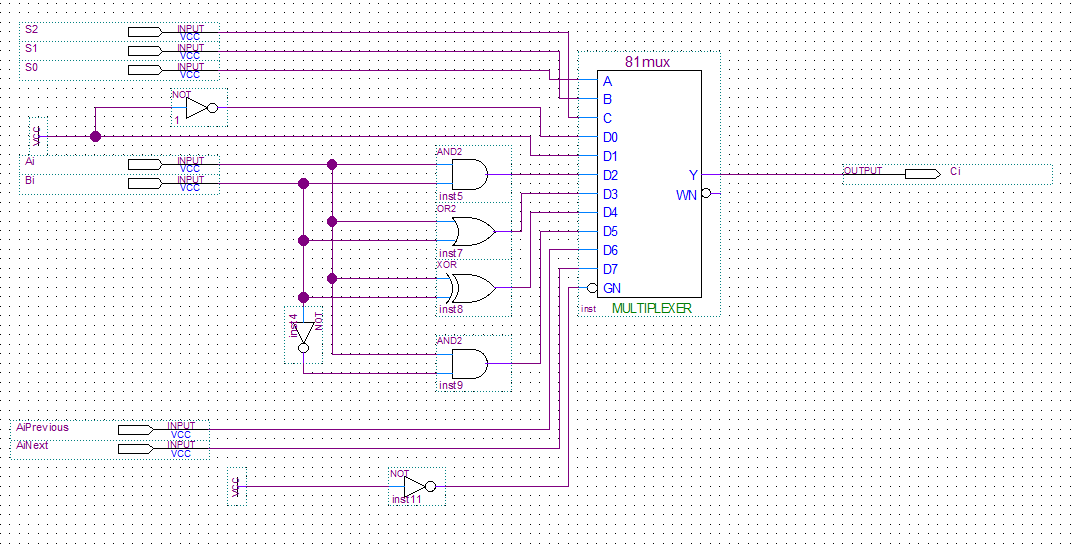 S2 INPUT
VCC
S1 INPUT
VCC
S0 INPUT
VCC
81mux
A
B
C
D0
D1
D2
D3
D4
D5
D6
D7
GN
Y
WN
inst MULTIPLEXER
NOT
1
VCC
Ai INPUT
VCC
Bi INPUT
VCC
AND2
inst5
OR2
inst7
XOR
inst8
inst4
NOT
AND2
inst9
OUTPUT Ci
AiPrevious INPUT
VCC
AiNext INPUT
VCC
VCC
NOT
inst11